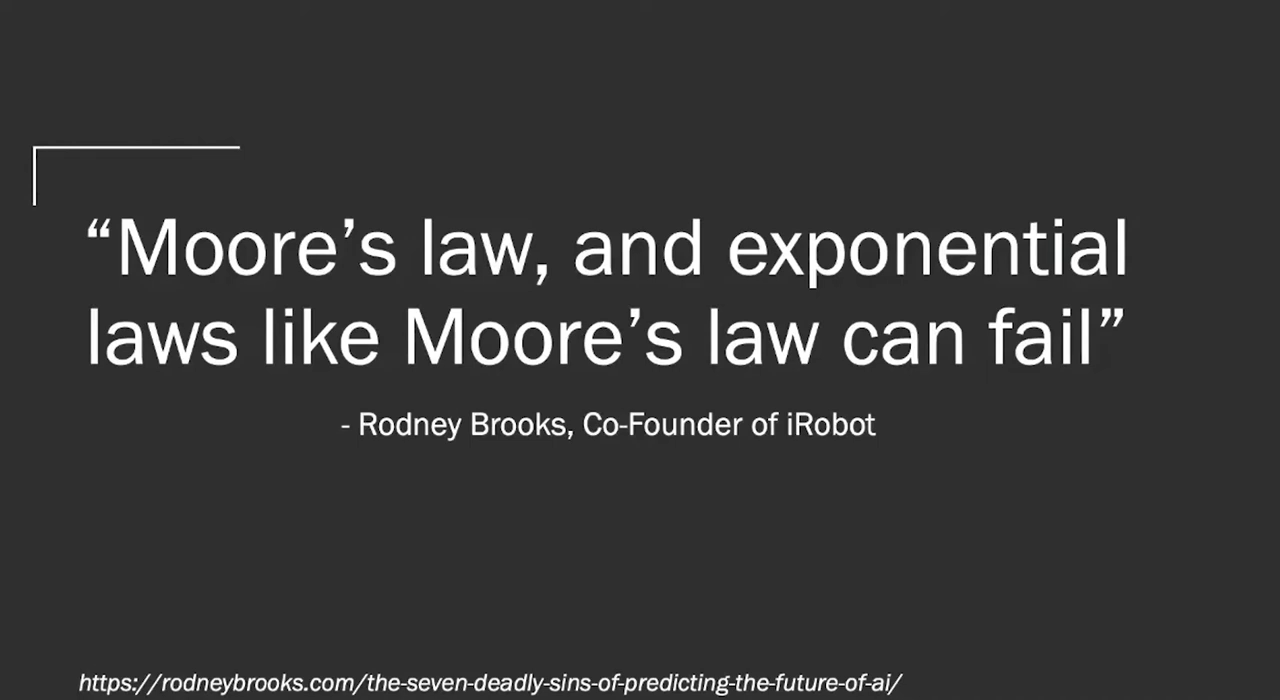 “Moore’s law, and exponential
laws like Moore’s law can fail”
- Rodney Brooks, Co-Founder of iRobot
https://rodneybrooks.com/the-seven-deadly-sins-of-predicting-the-future-of-ai/